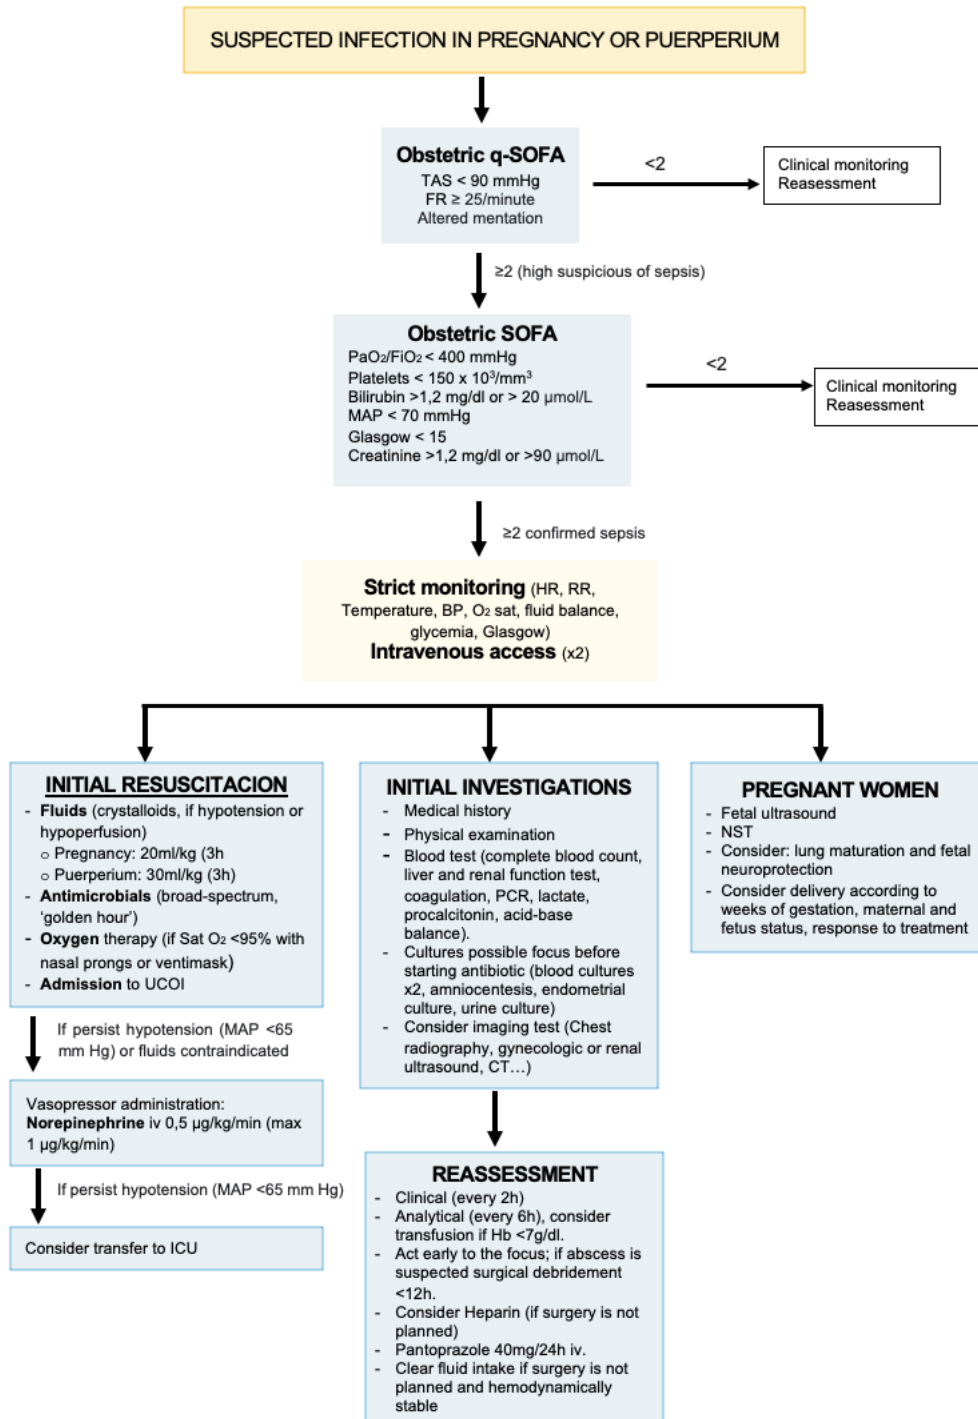 SUSPECTED INFECTION IN PREGNANCY OR PUERPERIUM
Obstetric q-SOFA
TAS < 90 mmHg
FR ≥ 25/minute
Altered mentation
<2
Clinical monitoring
Reassessment
≥2 (high suspicious of sepsis)
Obstetric SOFA
PaO2/FiO2 < 400 mmHg
Platelets < 150 x 10³/mm³
Bilirubin >1,2 mg/dl or > 20 µmol/L
MAP < 70 mmHg
Glasgow < 15
Creatinine >1,2 mg/dl or >90 µmol/L
<2
Clinical monitoring
Reassessment
≥2 confirmed sepsis
Strict monitoring (HR, RR,
Temperature, BP, O2 sat, fluid balance,
glycemia, Glasgow)
Intravenous access (x2)
INITIAL RESUSCITACION
- Fluids (crystalloids, if hypotension or
hypoperfusion)
o Pregnancy: 20ml/kg (3h
o Puerperium: 30ml/kg (3h)
- Antimicrobials (broad-spectrum,
'golden hour')
- Oxygen therapy (if Sat O2 <95% with
nasal prongs or ventimask)
- Admission to UCOI
If persist hypotension (MAP <65
mm Hg) or fluids contraindicated
Vasopressor administration:
Norepinephrine iv 0,5 µg/kg/min (max
1 µg/kg/min)
If persist hypotension (MAP <65 mm Hg)
Consider transfer to ICU
INITIAL INVESTIGATIONS
- Medical history
- Physical examination
- Blood test (complete blood count,
liver and renal function test,
coagulation, PCR, lactate,
procalcitonin, acid-base
balance).
- Cultures possible focus before
starting antibiotic (blood cultures
x2, amniocentesis, endometrial
culture, urine culture)
- Consider imaging test (Chest
radiography, gynecologic or renal
ultrasound, CT…)
REASSESSMENT
- Clinical (every 2h)
- Analytical (every 6h), consider
transfusion if Hb <7g/dl.
- Act early to the focus; if abscess is
suspected surgical debridement
<12h.
- Consider Heparin (if surgery is not
planned)
- Pantoprazole 40mg/24h iv.
- Clear fluid intake if surgery is not
planned and hemodynamically
stable
PREGNANT WOMEN
- Fetal ultrasound
- NST
- Consider: lung maturation and fetal
neuroprotection
- Consider delivery according to
weeks of gestation, maternal and
fetus status, response to treatment